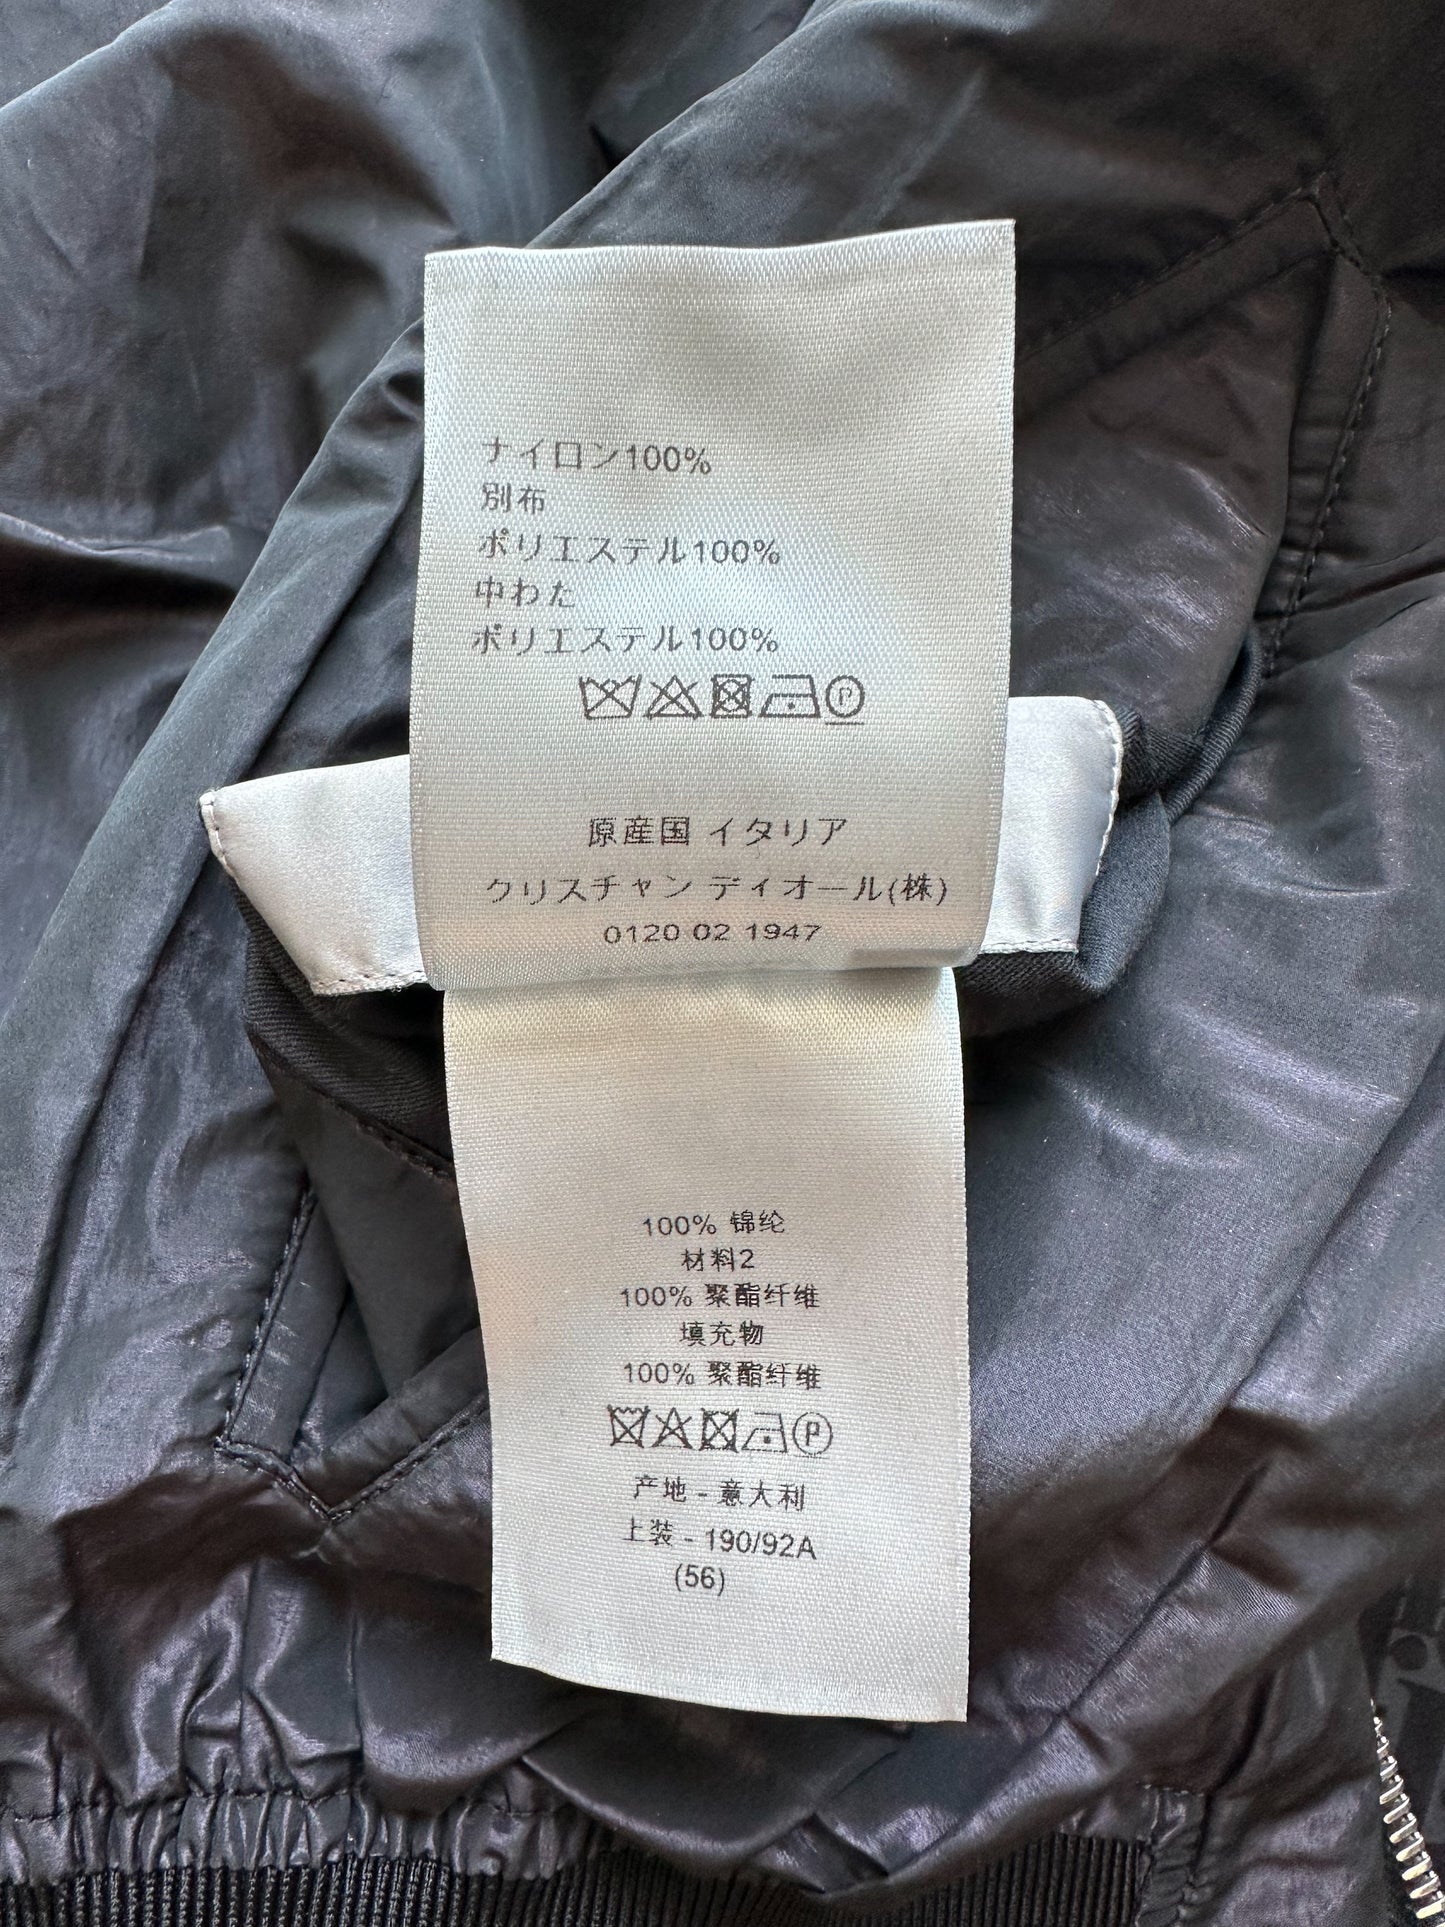 ナイロン100%
別布
ポリエステル100%
中わた
ポリエステル100%
P
原産国 イタリア
クリスチャン ディオール(株)
0120 02 1947
100% 锦纶
材料2
100% 聚酯纤维
填充物
100% 聚酯纤维
P
产地 - 意大利
上装 - 190/92A
(56)